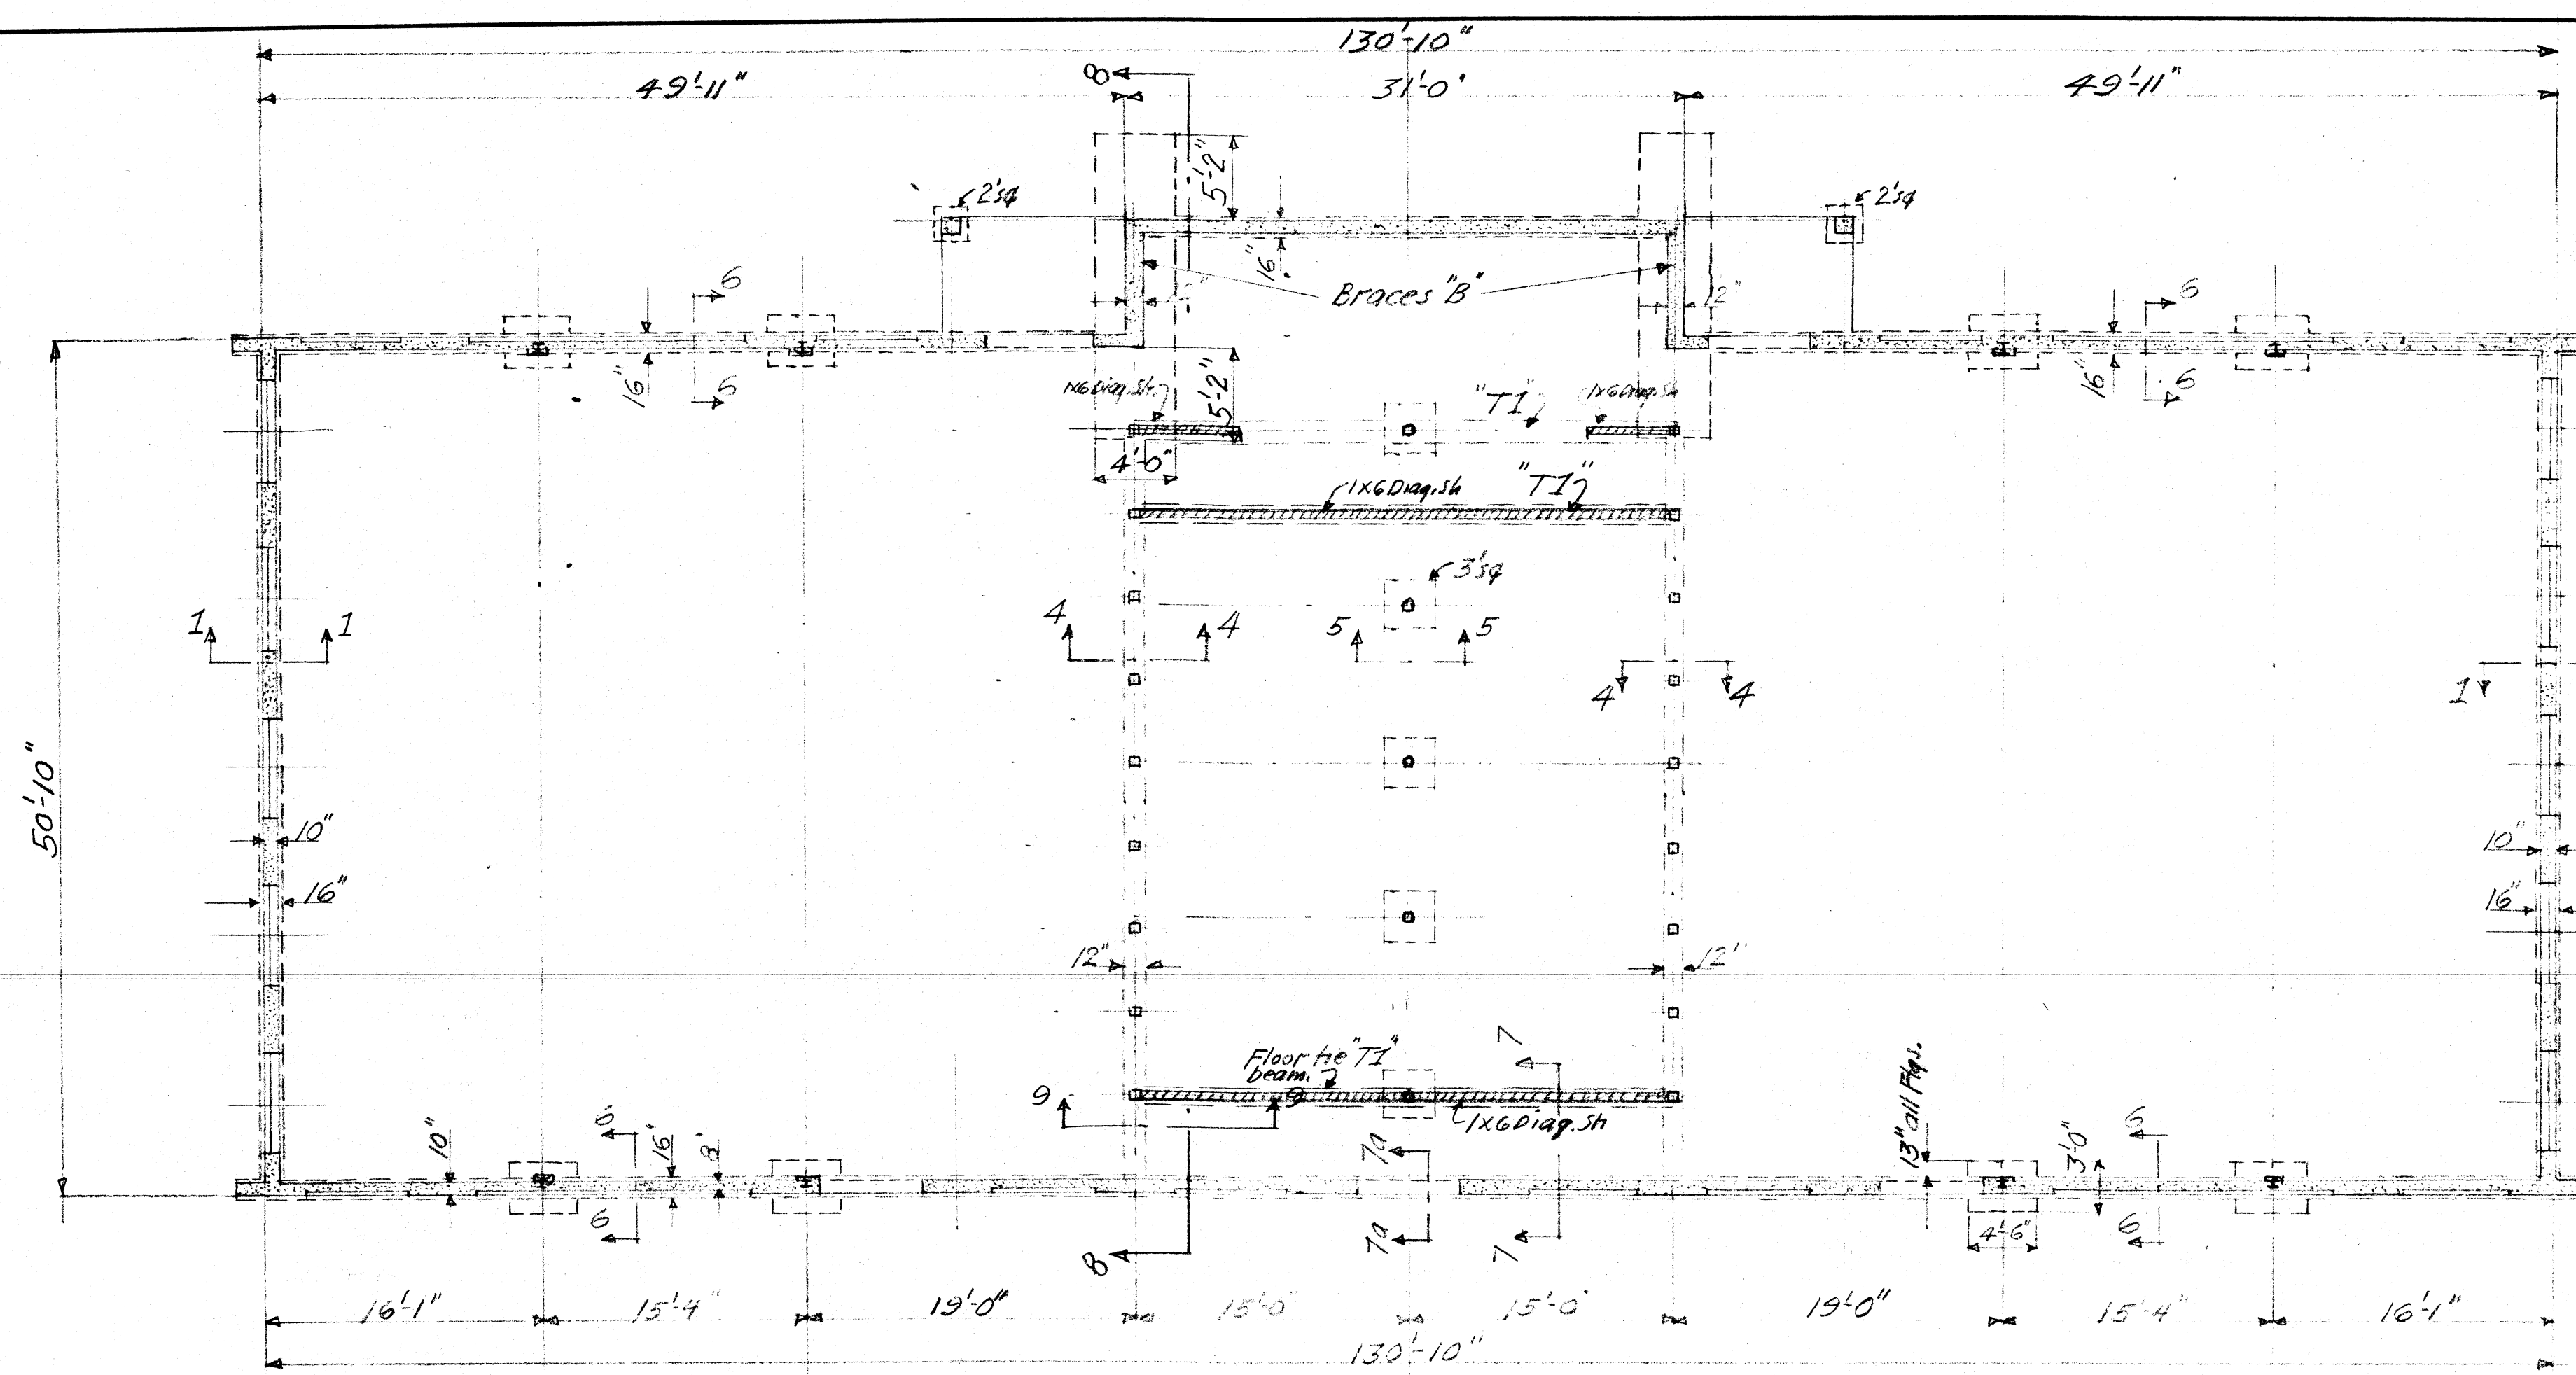 130'-10"
49'-11" 31'-0" 49'-11"
8
5'-2"
2'sq 2'sq
16"
Braces "B"
12" 12"
6 6
16" 16"
6 6
1x6 Diag. Sh.
5'-2"
"T1" 1x6 Diag. Sh
4'-0"
1x6 Diag. Sh "T1"
3'sq
1 1 4 4 5 5
4 4 1
50'-10"
10" 10"
16" 16"
12" 12"
Floor tie "T1"
beam.
7
9 9
1x6 Diag. Sh
13" all Ftgs.
10" 6 16" 8" 7a 3'-0" 6
6 7a 7 4'-6" 6
8
16'-1" 15'-4" 19'-0" 15'-0" 15'-0" 19'-0" 15'-4" 16'-1"
130'-10"